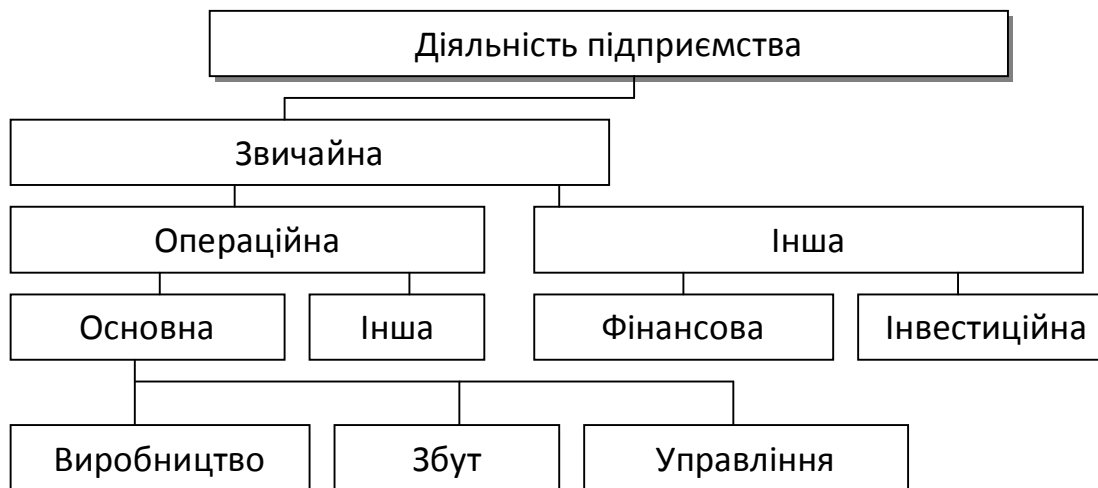 Діяльність підприємства
Звичайна
Операційна
Інша
Основна
Інша
Фінансова
Інвестиційна
Виробництво
Збут
Управління